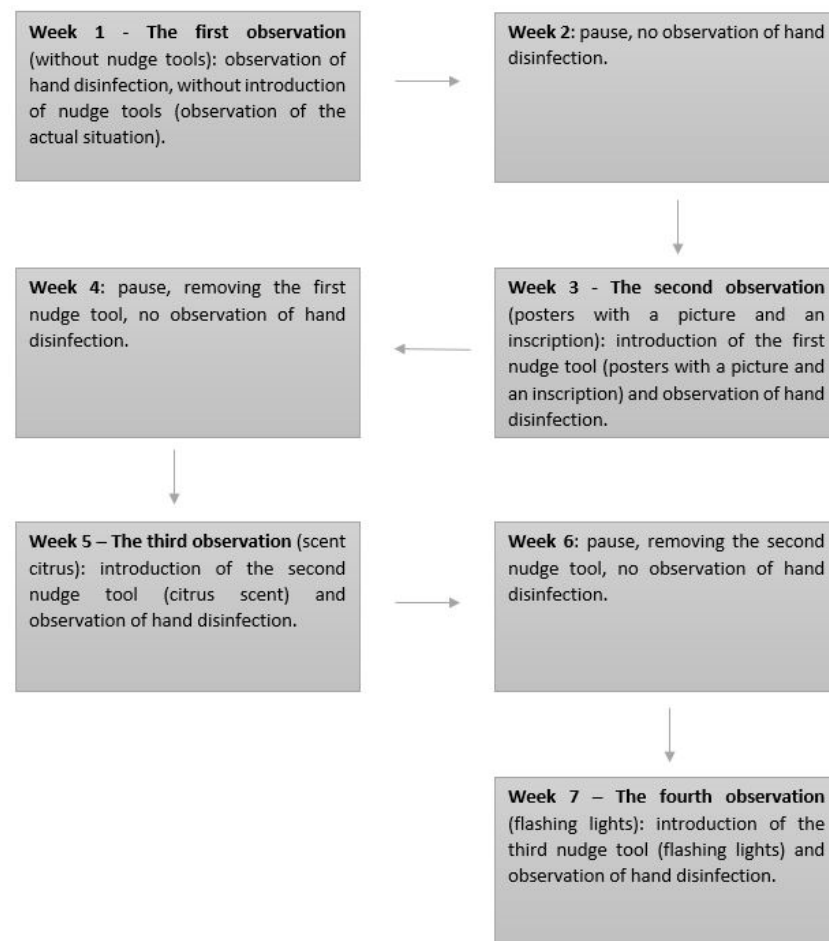 Week 1 - The first observation
(without nudge tools): observation of
hand disinfection, without introduction
of nudge tools (observation of the
actual situation).
Week 2: pause, no observation of hand
disinfection.
Week 3 - The second observation
(posters with a picture and an
inscription): introduction of the first
nudge tool (posters with a picture and
an inscription) and observation of hand
disinfection.
Week 4: pause, removing the first
nudge tool, no observation of hand
disinfection.
Week 5 – The third observation (scent
citrus): introduction of the second
nudge tool (citrus scent) and
observation of hand disinfection.
Week 6: pause, removing the second
nudge tool, no observation of hand
disinfection.
Week 7 – The fourth observation
(flashing lights): introduction of the
third nudge tool (flashing lights) and
observation of hand disinfection.